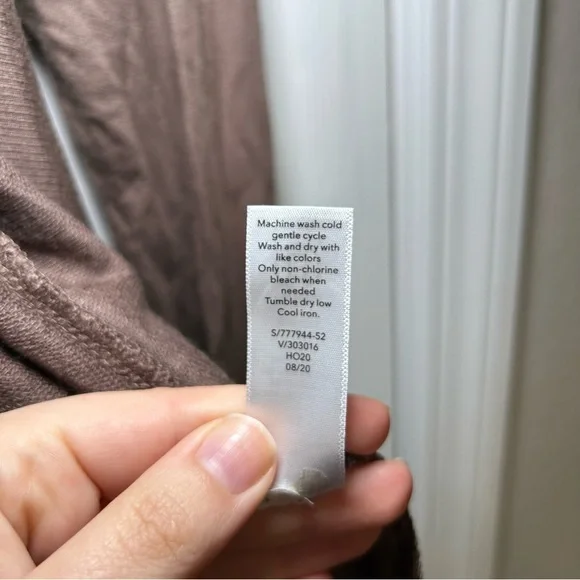 Machine wash cold
gentle cycle
Wash and dry with
like colors
Only non-chlorine
bleach when
needed
Tumble dry low
Cool iron.
S/777944-52
V/303016
HO20
08/20